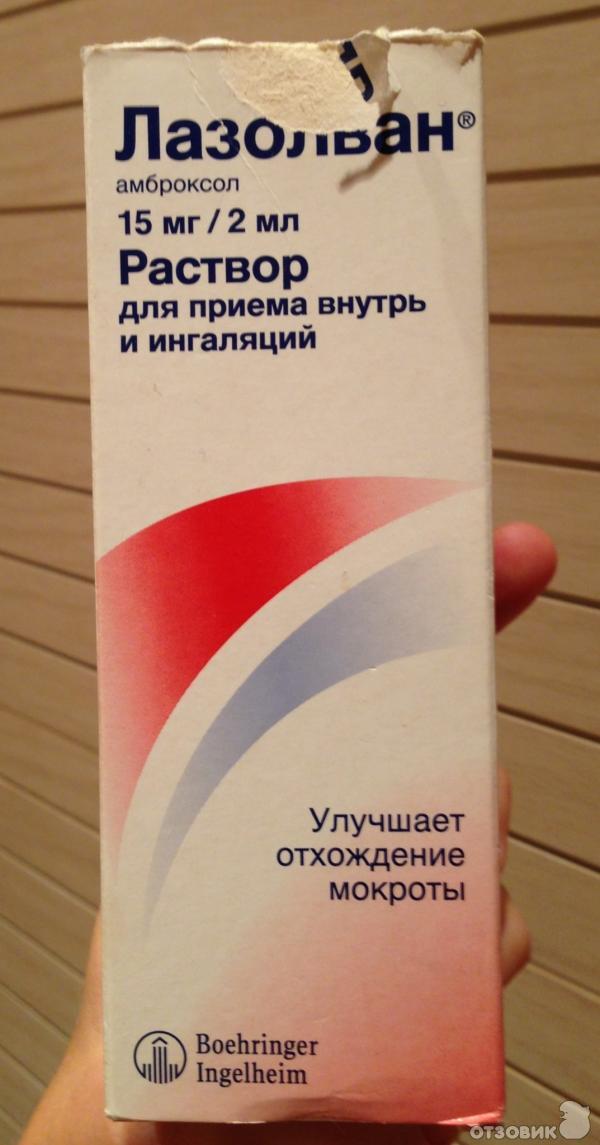 Лазолван®
амброксол
15 мг / 2 мл
Раствор
для приема внутрь
и ингаляций
Улучшает
отхождение
мокроты
Boehringer
Ingelheim
ОТЗОВИК